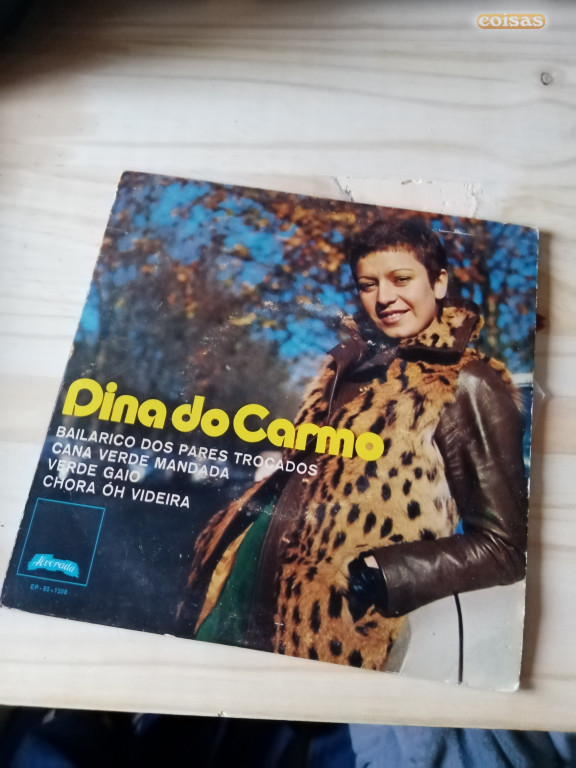 coisas
Dina do Carmo
BAILARICO DOS PARES TROCADOS
CANA VERDE MANDADA
VERDE GAIO
CHORA ÓH VIDEIRA
Alvorada